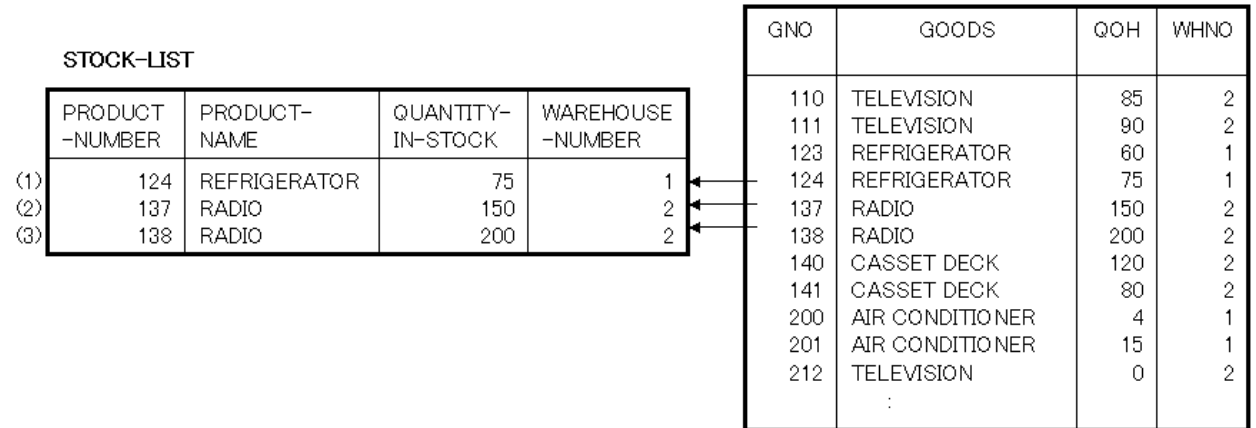 STOCK-LIST
PRODUCT-NUMBER PRODUCT-NAME QUANTITY-IN-STOCK WAREHOUSE-NUMBER
(1) 124 REFRIGERATOR 75 1
(2) 137 RADIO 150 2
(3) 138 RADIO 200 2
GNO GOODS QOH WHNO
110 TELEVISION 85 2
111 TELEVISION 90 2
123 REFRIGERATOR 60 1
124 REFRIGERATOR 75 1
137 RADIO 150 2
138 RADIO 200 2
140 CASSET DECK 120 2
141 CASSET DECK 80 2
200 AIR CONDITIONER 4 1
201 AIR CONDITIONER 15 1
212 TELEVISION 0 2
: